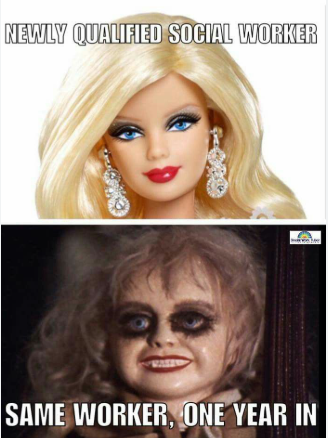 NEWLY QUALIFIED SOCIAL WORKER
SAME WORKER, ONE YEAR IN